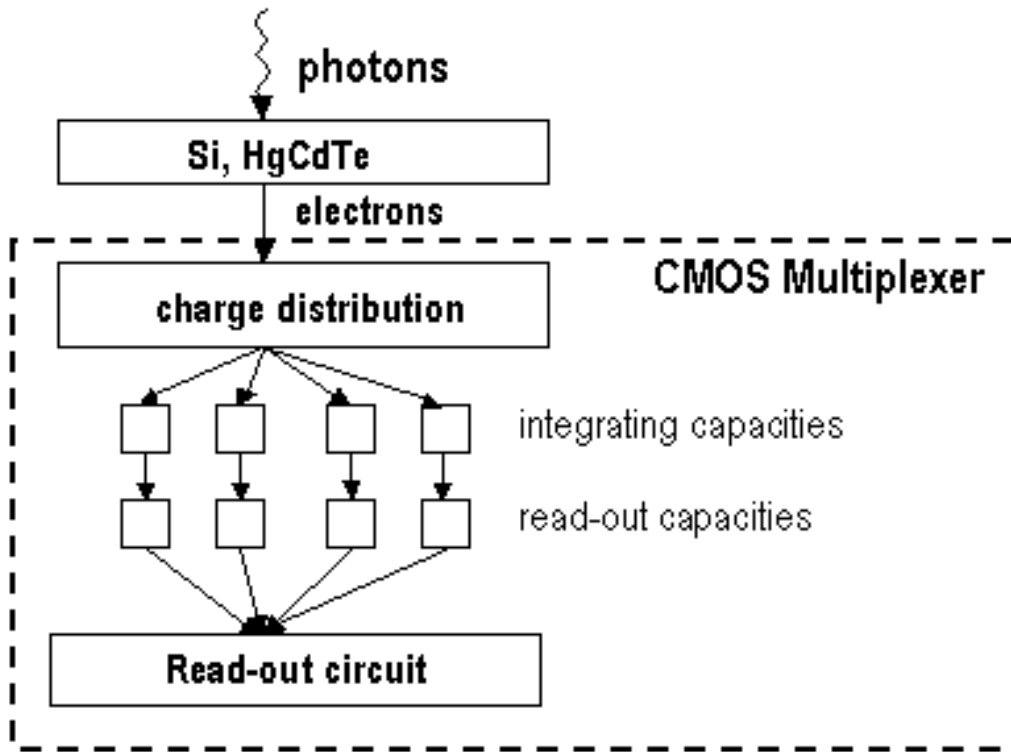 photons
Si, HgCdTe
electrons
CMOS Multiplexer
charge distribution
integrating capacities
read-out capacities
Read-out circuit